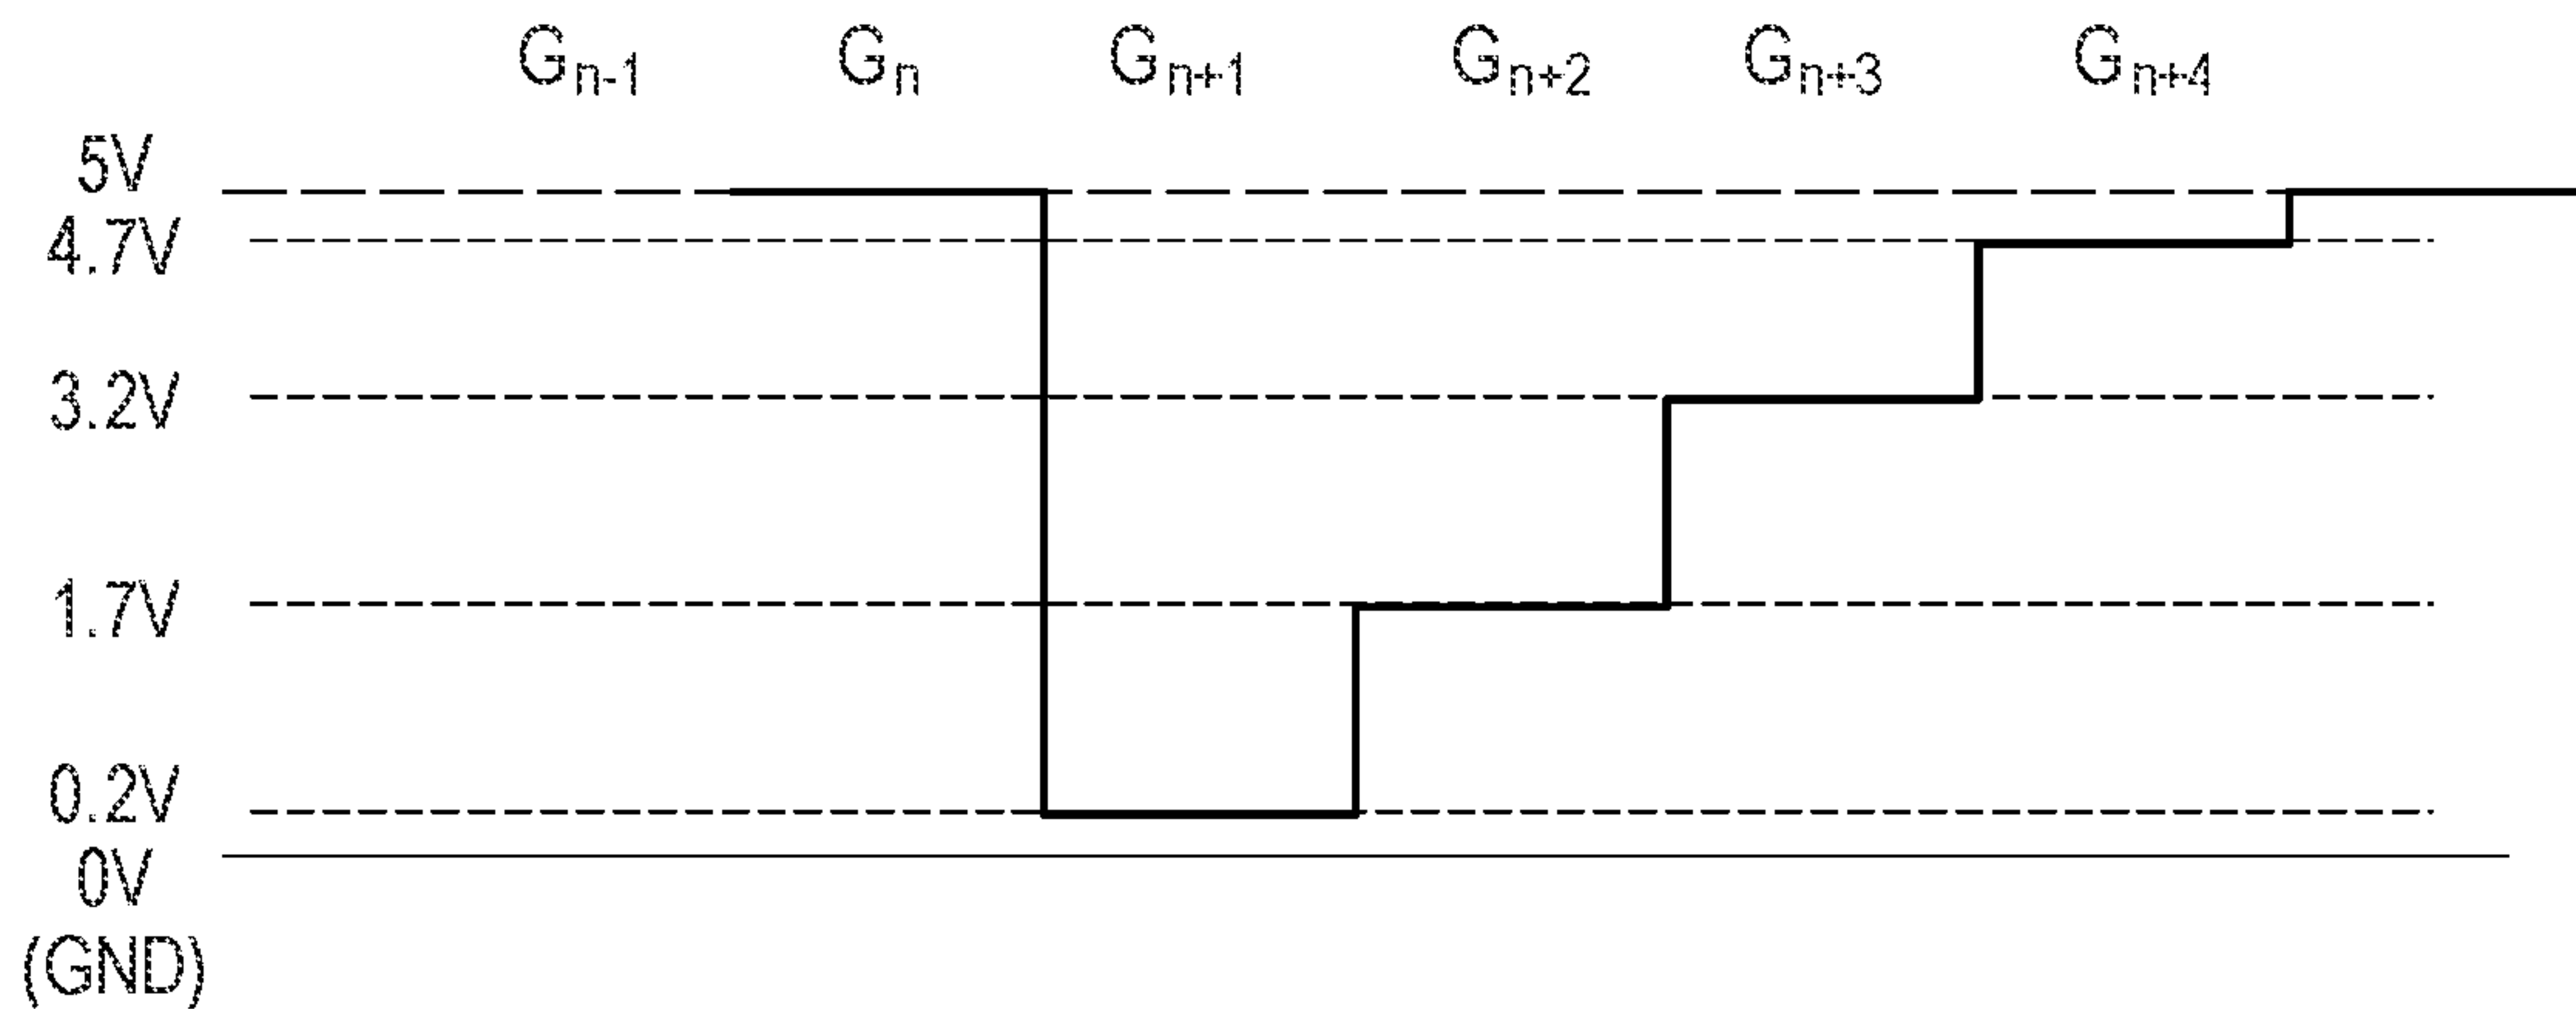 Gn-1 Gn Gn+1 Gn+2 Gn+3 Gn+4
5V
4.7V
3.2V
1.7V
0.2V
0V
(GND)